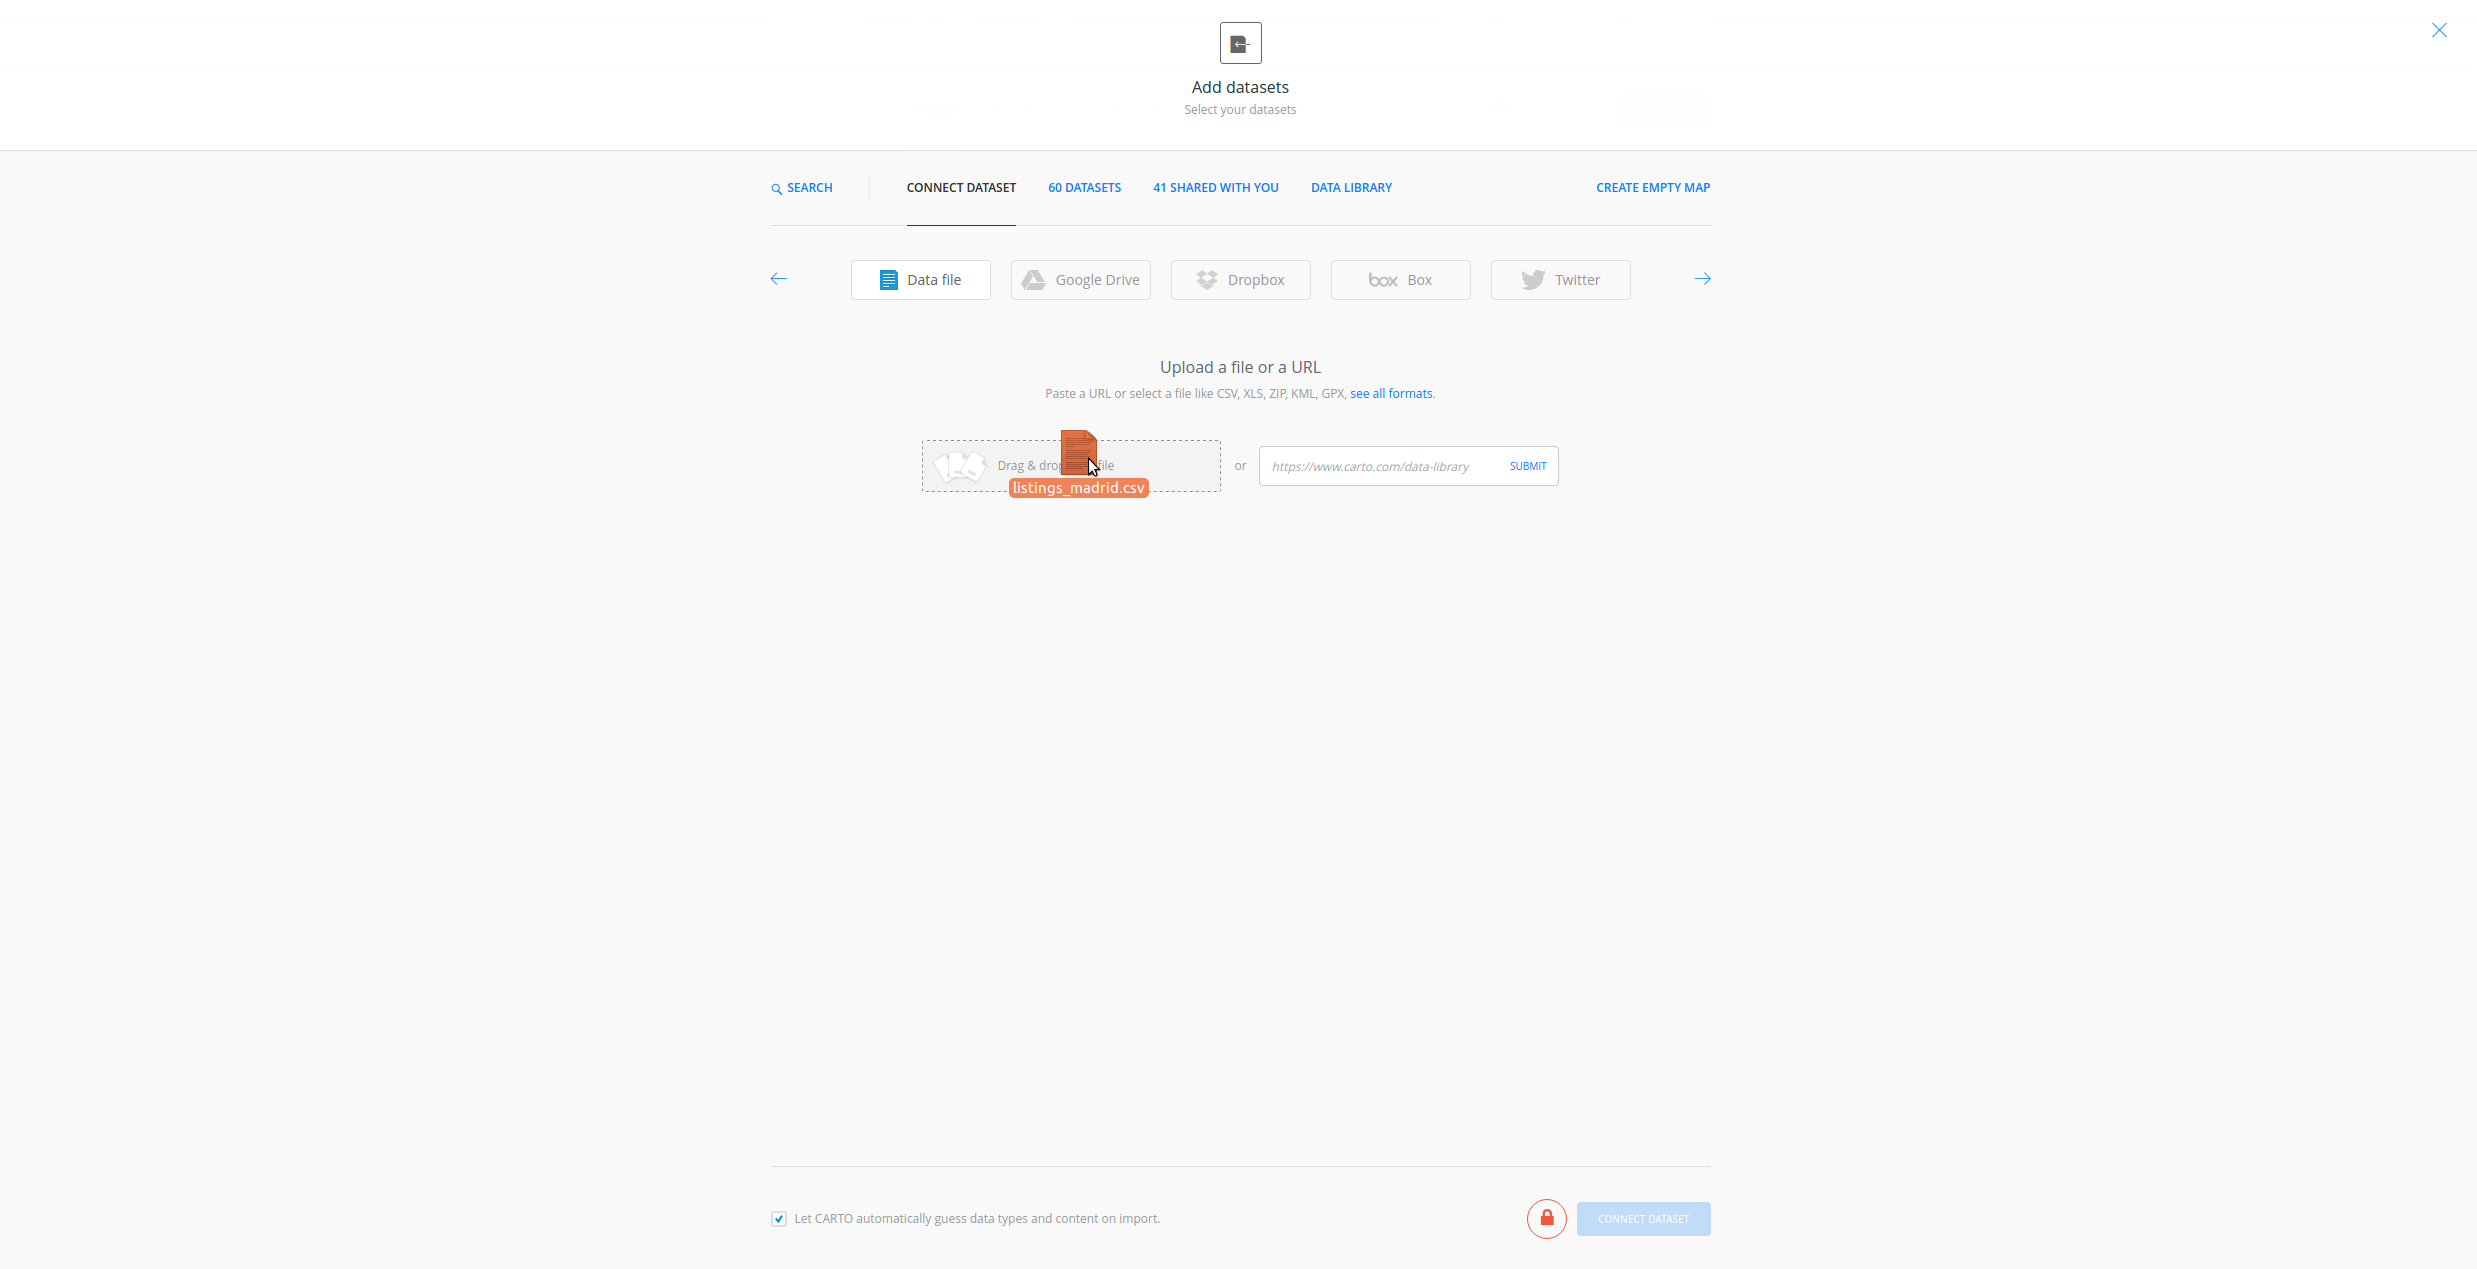 Add datasets
Select your datasets
SEARCH CONNECT DATASET 60 DATASETS 41 SHARED WITH YOU DATA LIBRARY CREATE EMPTY MAP
Data file Google Drive Dropbox box Box Twitter
Upload a file or a URL
Paste a URL or select a file like CSV, XLS, ZIP, KML, GPX, see all formats.
Drag & drop file or https://www.carto.com/data-library SUBMIT
listings_madrid.csv
Let CARTO automatically guess data types and content on import. CONNECT DATASET